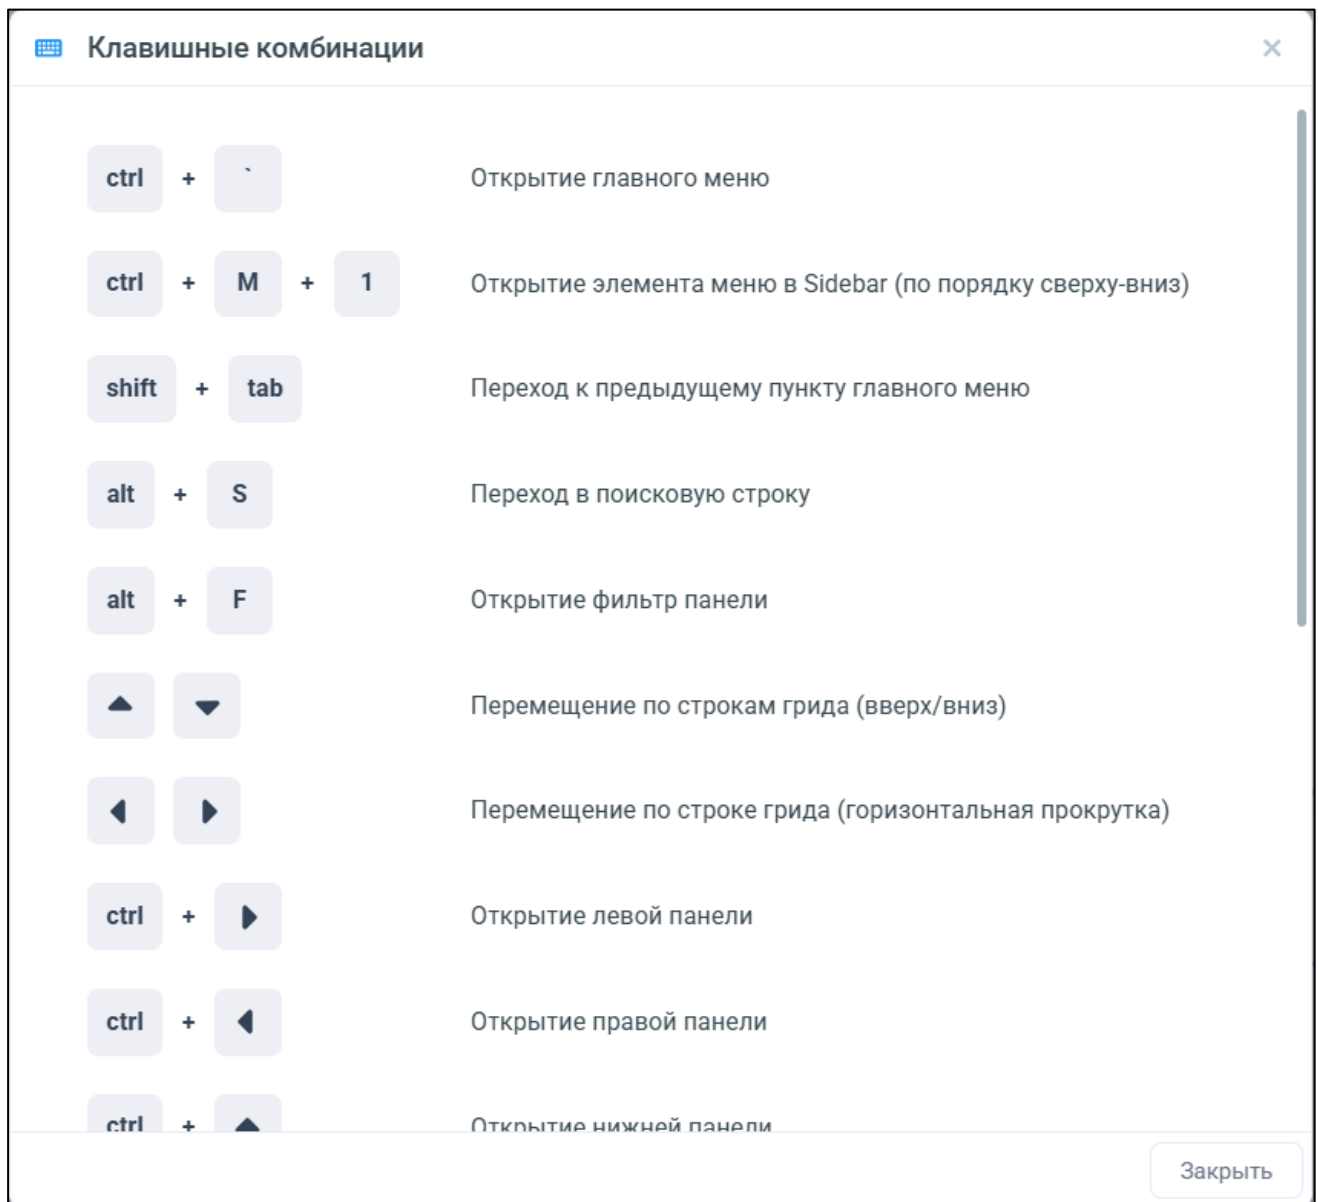 Клавишные комбинации
ctrl + ` Открытие главного меню
ctrl + M + 1 Открытие элемента меню в Sidebar (по порядку сверху-вниз)
shift + tab Переход к предыдущему пункту главного меню
alt + S Переход в поисковую строку
alt + F Открытие фильтр панели
Перемещение по строкам грида (вверх/вниз)
Перемещение по строке грида (горизонтальная прокрутка)
ctrl + Открытие левой панели
ctrl + Открытие правой панели
ctrl + Открытие нижней панели
Закрыть